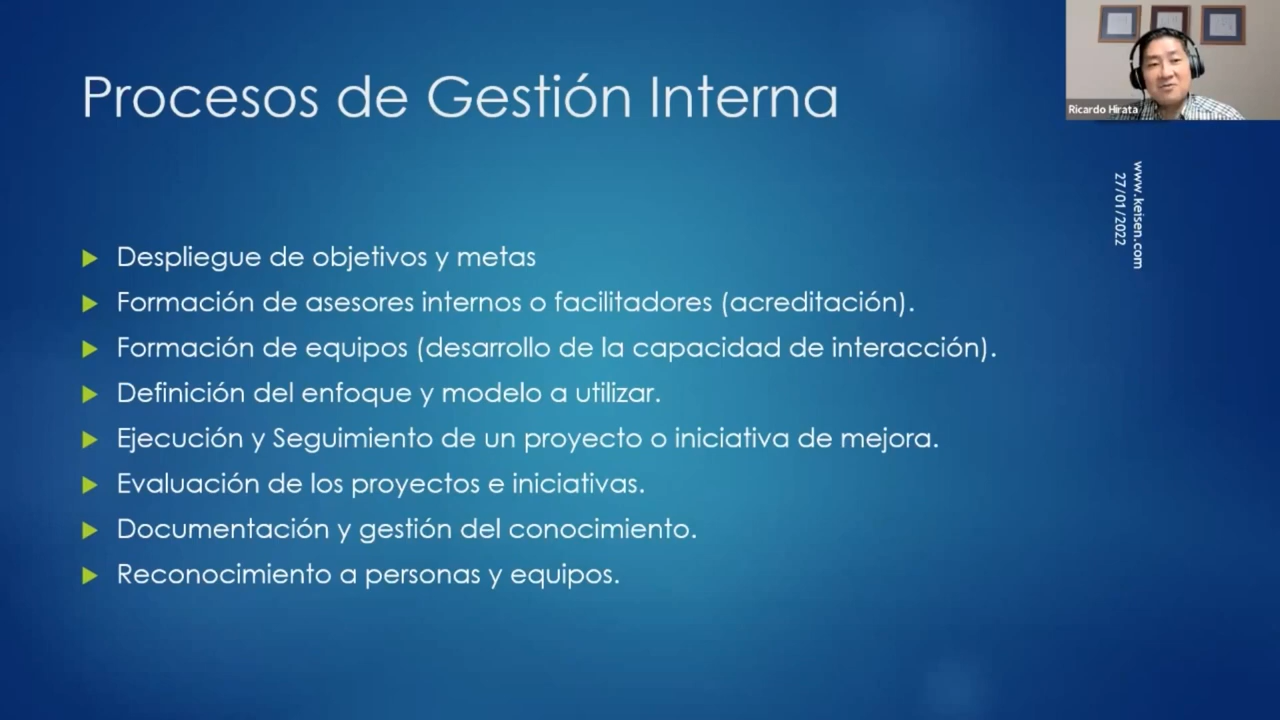 Procesos de Gestión Interna
Ricardo Hirata
www.keisen.com
27/01/2022
Despliegue de objetivos y metas
Formación de asesores internos o facilitadores (acreditación).
Formación de equipos (desarrollo de la capacidad de interacción).
Definición del enfoque y modelo a utilizar.
Ejecución y Seguimiento de un proyecto o iniciativa de mejora.
Evaluación de los proyectos e iniciativas.
Documentación y gestión del conocimiento.
Reconocimiento a personas y equipos.